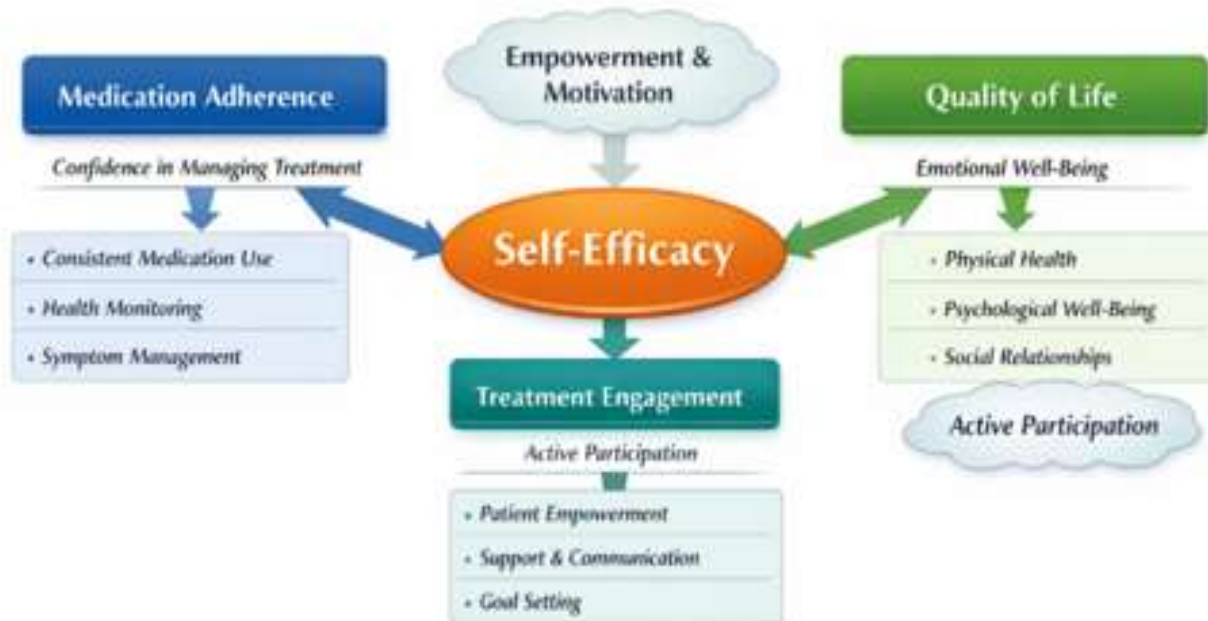 Empowerment &
Motivation
Medication Adherence
Quality of Life
Confidence in Managing Treatment
Emotional Well-Being
Self-Efficacy
• Consistent Medication Use
• Health Monitoring
• Symptom Management
• Physical Health
• Psychological Well-Being
• Social Relationships
Treatment Engagement
Active Participation
Active Participation
• Patient Empowerment
• Support & Communication
• Goal Setting